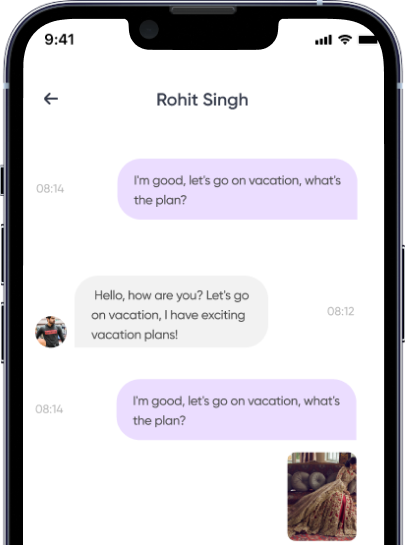 9:41
Rohit Singh
I'm good, let's go on vacation, what's
the plan?
08:14
Hello, how are you? Let's go
on vacation, I have exciting
vacation plans!
08:12
I'm good, let's go on vacation, what's
the plan?
08:14